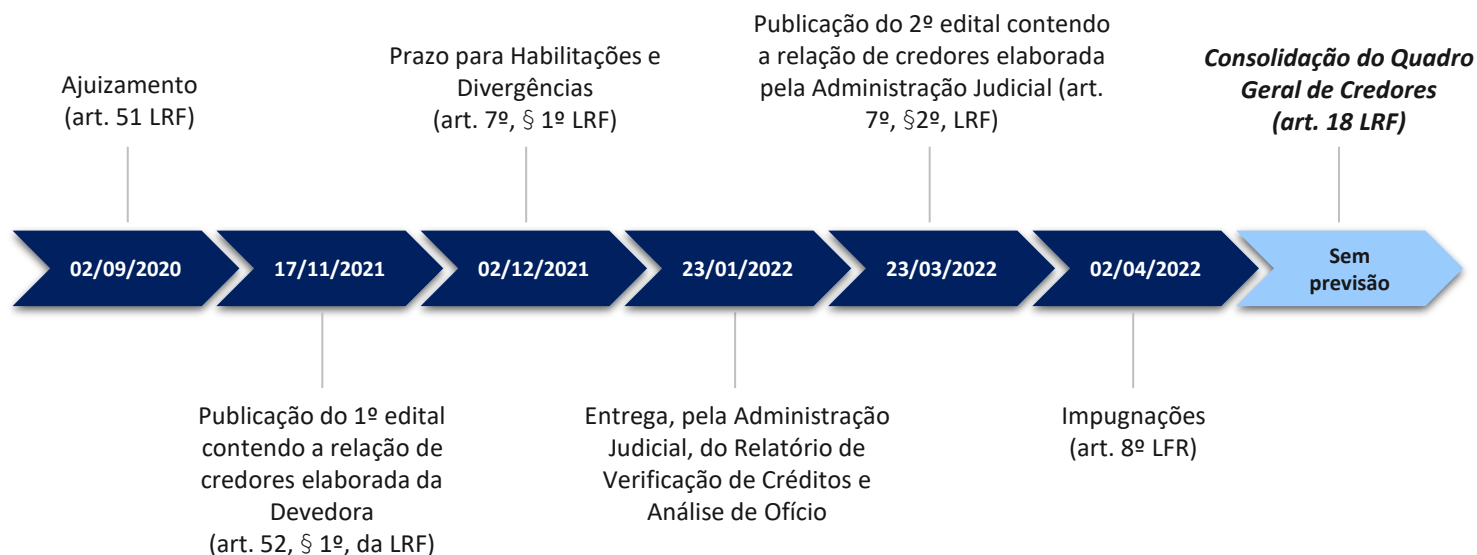 Ajuizamento
(art. 51 LRF)
Prazo para Habilitações e
Divergências
(art. 7º, § 1º LRF)
Publicação do 2º edital contendo
a relação de credores elaborada
pela Administração Judicial (art.
7º, §2º, LRF)
Consolidação do Quadro
Geral de Credores
(art. 18 LRF)
02/09/2020
17/11/2021
02/12/2021
23/01/2022
23/03/2022
02/04/2022
Sem
previsão
Publicação do 1º edital
contendo a relação de
credores elaborada da
Devedora
(art. 52, § 1º, da LRF)
Entrega, pela Administração
Judicial, do Relatório de
Verificação de Créditos e
Análise de Ofício
Impugnações
(art. 8º LFR)